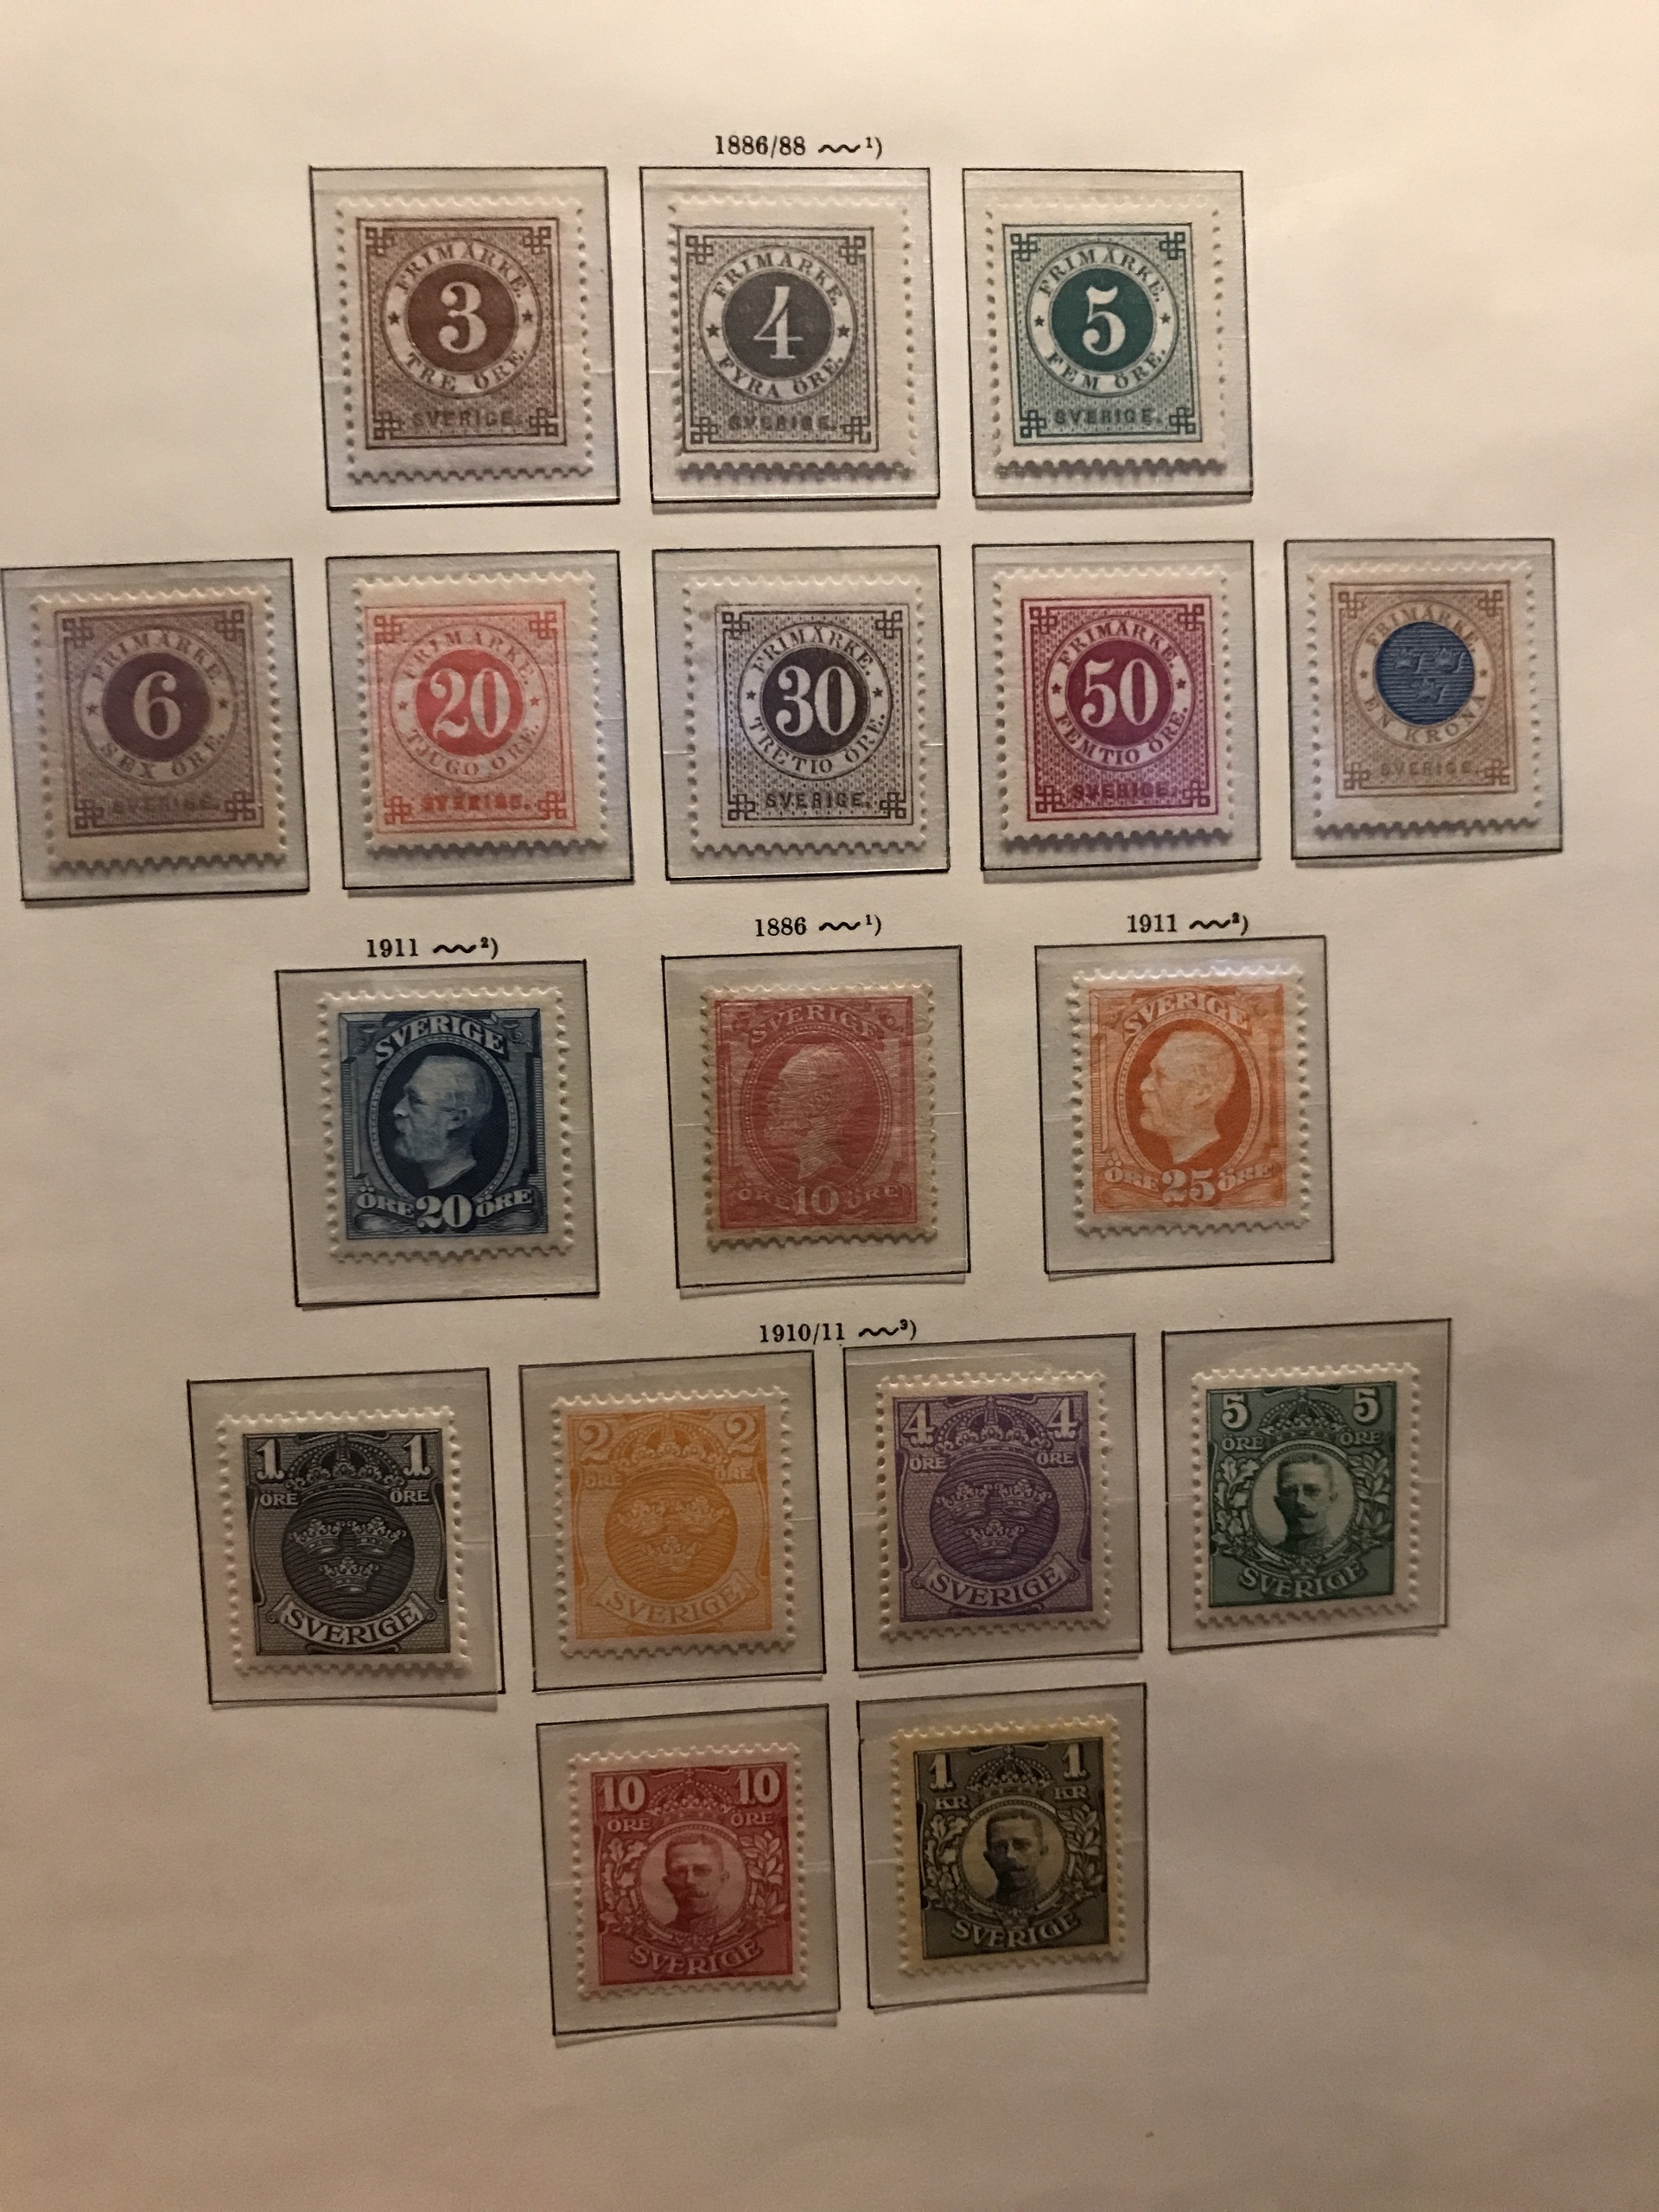 1886/88 ¹)
FRIMÄRKE.
3
TRE ÖRE.
SVERIGE.
FRIMÄRKE.
4
FYRA ÖRE.
SVERIGE.
FRIMÄRKE.
5
FEM ÖRE.
SVERIGE.
FRIMÄRKE.
6
SEX ÖRE.
SVERIGE.
FRIMÄRKE.
20
TJUGO ÖRE.
SVERIGE.
FRIMÄRKE.
30
TRETIO ÖRE.
SVERIGE.
FRIMÄRKE.
50
FEMTIO ÖRE.
SVERIGE.
FRIMÄRKE.
EN KRONA
SVERIGE.
1911 ²)
SVERIGE
ÖRE 20 ÖRE
1886 ¹)
SVERIGE
ÖRE 10 ÖRE
1911 ²)
SVERIGE
ÖRE 25 ÖRE
1910/11 ³)
1 1
ÖRE ÖRE
SVERIGE
2 2
ÖRE ÖRE
SVERIGE
4 4
ÖRE ÖRE
SVERIGE
5 5
ÖRE ÖRE
SVERIGE
10 10
ÖRE ÖRE
SVERIGE
1 1
KR KR
SVERIGE